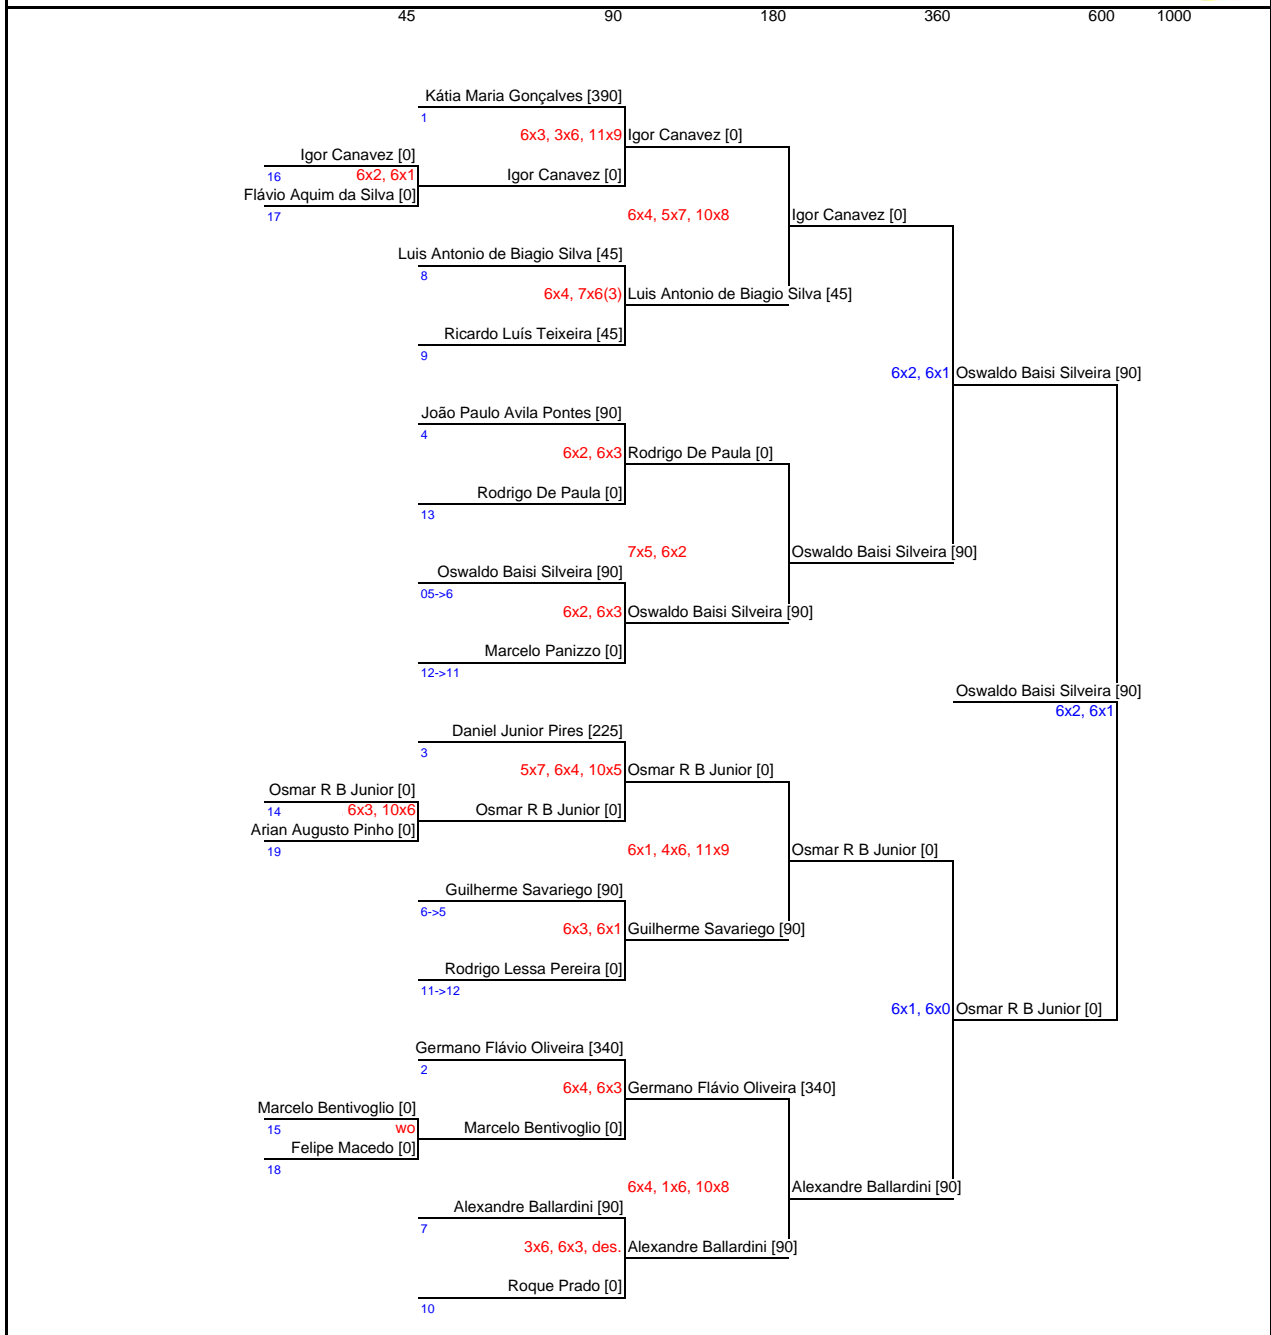 45 90 180 360 600 1000
Kátia Maria Gonçalves [390]
1
6x3, 3x6, 11x9 Igor Canavez [0]
Igor Canavez [0]
16 6x2, 6x1 Igor Canavez [0]
Flávio Aquim da Silva [0]
17
6x4, 5x7, 10x8 Igor Canavez [0]
Luis Antonio de Biagio Silva [45]
8
6x4, 7x6(3) Luis Antonio de Biagio Silva [45]
Ricardo Luís Teixeira [45]
9
6x2, 6x1 Oswaldo Baisi Silveira [90]
João Paulo Avila Pontes [90]
4
6x2, 6x3 Rodrigo De Paula [0]
Rodrigo De Paula [0]
13
7x5, 6x2 Oswaldo Baisi Silveira [90]
Oswaldo Baisi Silveira [90]
05->6
6x2, 6x3 Oswaldo Baisi Silveira [90]
Marcelo Panizzo [0]
12->11
Oswaldo Baisi Silveira [90]
6x2, 6x1
Daniel Junior Pires [225]
3
5x7, 6x4, 10x5 Osmar R B Junior [0]
Osmar R B Junior [0]
14 6x3, 10x6 Osmar R B Junior [0]
Arian Augusto Pinho [0]
19
6x1, 4x6, 11x9 Osmar R B Junior [0]
Guilherme Savariego [90]
6->5
6x3, 6x1 Guilherme Savariego [90]
Rodrigo Lessa Pereira [0]
11->12
6x1, 6x0 Osmar R B Junior [0]
Germano Flávio Oliveira [340]
2
6x4, 6x3 Germano Flávio Oliveira [340]
Marcelo Bentivoglio [0]
15 wo Marcelo Bentivoglio [0]
Felipe Macedo [0]
18
6x4, 1x6, 10x8 Alexandre Ballardini [90]
Alexandre Ballardini [90]
7
3x6, 6x3, des. Alexandre Ballardini [90]
Roque Prado [0]
10